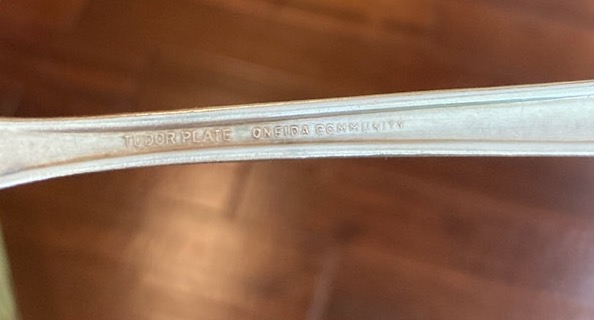 TUDOR PLATE ONEIDA COMMUNITY